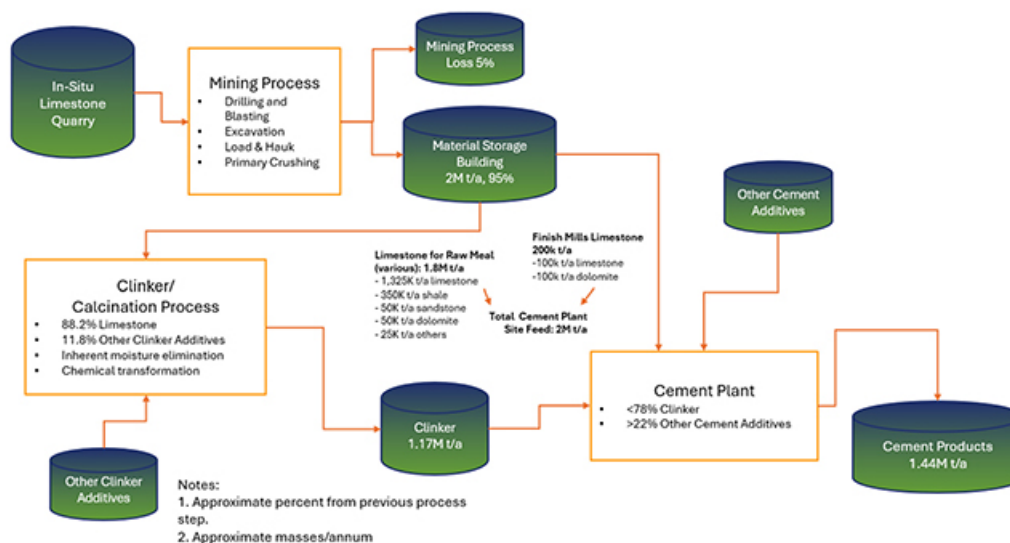 In-Situ
Limestone
Quarry
Mining Process
• Drilling and
Blasting
• Excavation
• Load & Hauk
• Primary Crushing
Mining Process
Loss 5%
Material Storage
Building
2M t/a, 95%
Other Cement
Additives
Limestone for Raw Meal
(various): 1.8M t/a
- 1,325K t/a limestone
- 350K t/a shale
- 50K t/a sandstone
- 50K t/a dolomite
- 25K t/a others
Finish Mills Limestone
200k t/a
-100k t/a limestone
-100k t/a dolomite
Total Cement Plant
Site Feed: 2M t/a
Clinker/
Calcination Process
• 88.2% Limestone
• 11.8% Other Clinker Additives
• Inherent moisture elimination
• Chemical transformation
Cement Plant
• <78% Clinker
• >22% Other Cement Additives
Clinker
1.17M t/a
Cement Products
1.44M t/a
Other Clinker
Additives
Notes:
1. Approximate percent from previous process
step.
2. Approximate masses/annum